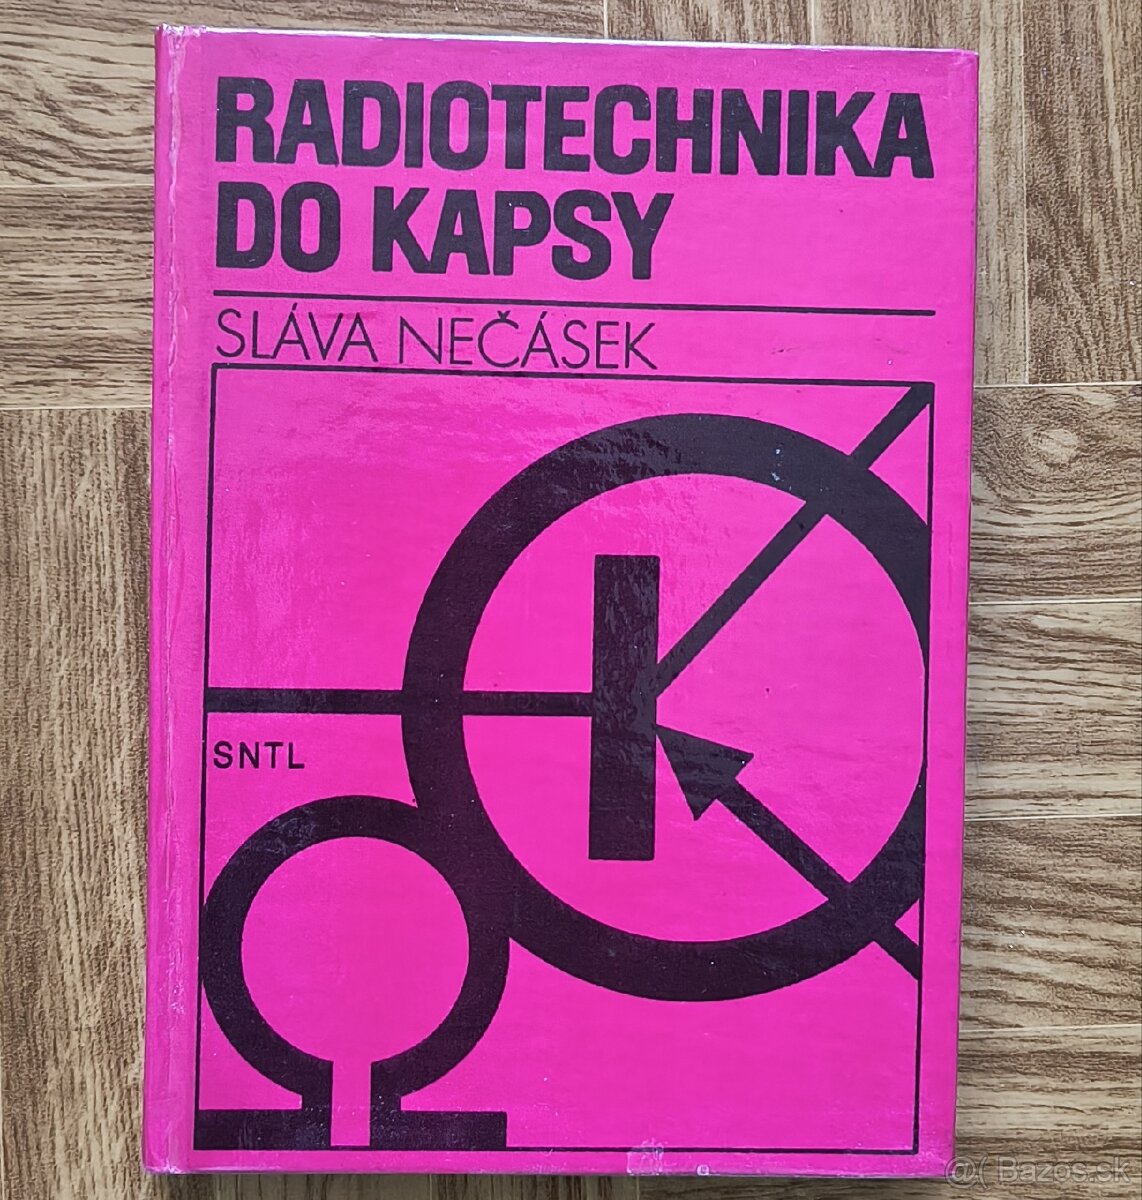 RADIOTECHNIKA
DO KAPSY
SLÁVA NEČÁSEK
SNTL
@( Bazos.sk